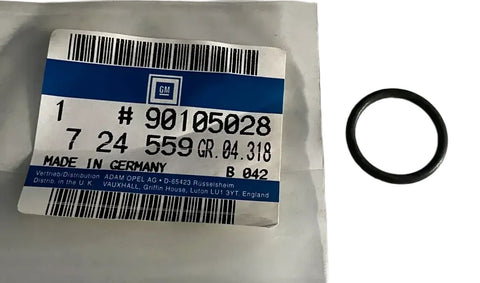 GM
1 # 90105028
7 24 559 GR.04.318
MADE IN GERMANY B 042
Vertrieb/Distribution ADAM OPEL AG • D-65423 Rüsselsheim
Distrib. in the U.K. VAUXHALL, Griffin House, Luton LU1 3YT, England